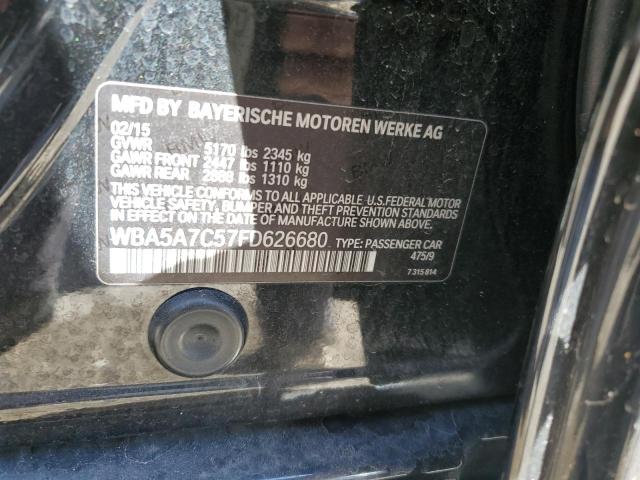 MFD BY BAYERISCHE MOTOREN WERKE AG
02/15
GVWR 5170 lbs 2345 kg
GAWR FRONT 2447 lbs 1110 kg
GAWR REAR 2888 lbs 1310 kg
THIS VEHICLE CONFORMS TO ALL APPLICABLE U.S.FEDERAL MOTOR
VEHICLE SAFETY, BUMPER AND THEFT PREVENTION
STANDARDS IN EFFECT ON THE DATE OF MANUFACTURE SHOWN ABOVE.
WBA5A7C57FD626680 TYPE: PASSENGER CAR
475/9
7315814